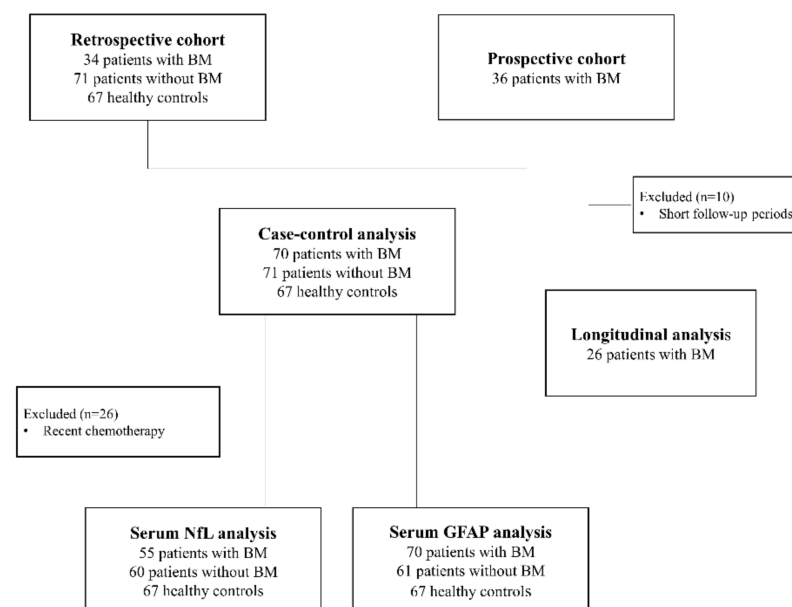 Retrospective cohort
34 patients with BM
71 patients without BM
67 healthy controls
Prospective cohort
36 patients with BM
Excluded (n=10)
• Short follow-up periods
Case-control analysis
70 patients with BM
71 patients without BM
67 healthy controls
Longitudinal analysis
26 patients with BM
Excluded (n=26)
• Recent chemotherapy
Serum NfL analysis
55 patients with BM
60 patients without BM
67 healthy controls
Serum GFAP analysis
70 patients with BM
61 patients without BM
67 healthy controls